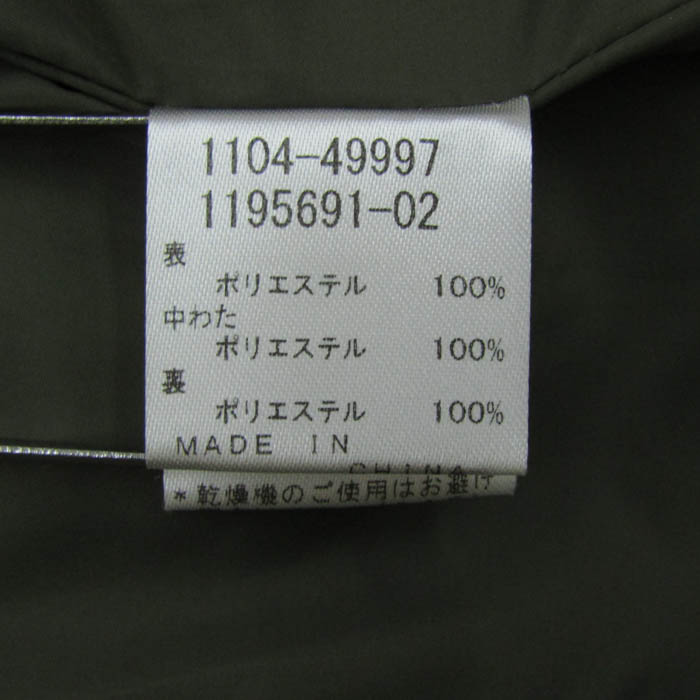 1104-49997
1195691-02
表
ポリエステル 100%
中わた
ポリエステル 100%
裏
ポリエステル 100%
MADE IN
CHINA
*乾燥機のご使用はお避け